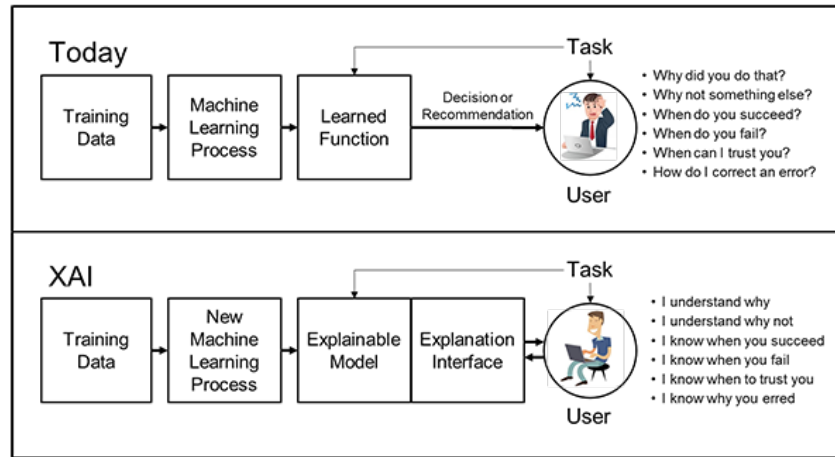 Today
Task
Training
Data
Machine
Learning
Process
Learned
Function
Decision or
Recommendation
User
• Why did you do that?
• Why not something else?
• When do you succeed?
• When do you fail?
• When can I trust you?
• How do I correct an error?
XAI
Task
Training
Data
New
Machine
Learning
Process
Explainable
Model
Explanation
Interface
User
• I understand why
• I understand why not
• I know when you succeed
• I know when you fail
• I know when to trust you
• I know why you erred